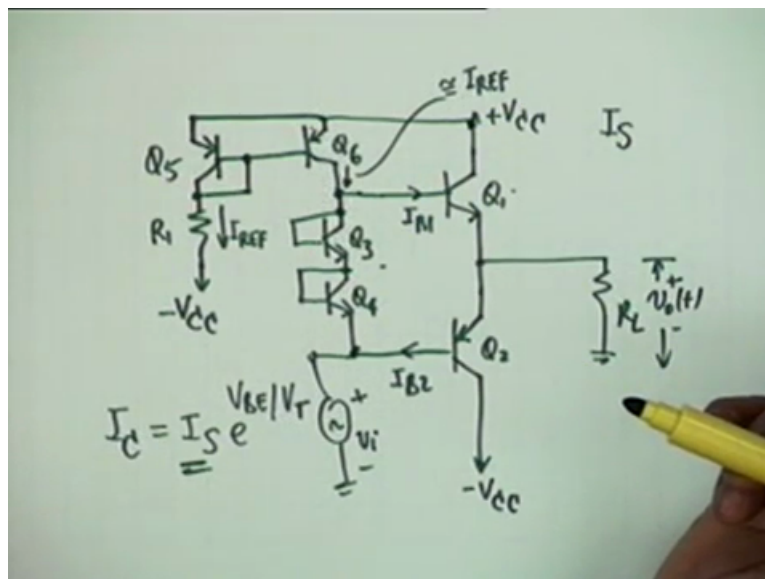 ≃ IREF
+VCC
IS
Q5
Q6
IB1
Q1
R1
IREF
Q3
Q4
-VCC
+
RL
vo(t)
-
Q2
IB2
IC = IS e^VBE/VT
+
~
Vi
-
-VCC